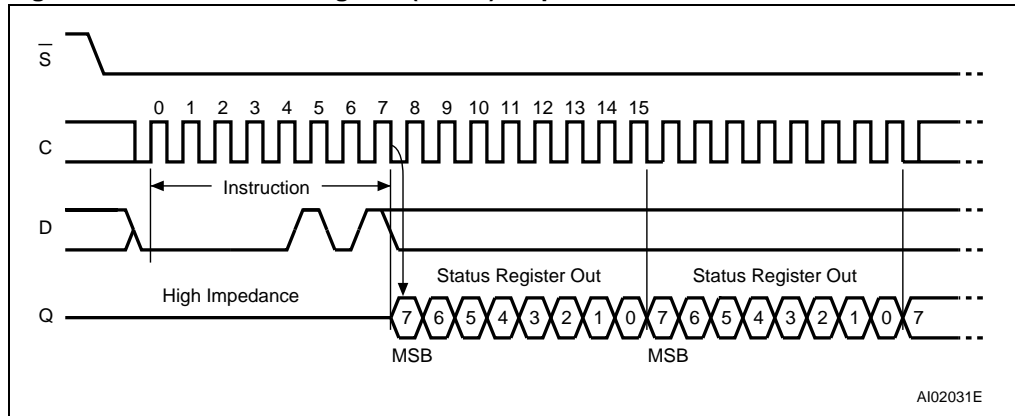 S
0 1 2 3 4 5 6 7 8 9 10 11 12 13 14 15
C
Instruction
D
Status Register Out Status Register Out
High Impedance
Q 7 6 5 4 3 2 1 0 7 6 5 4 3 2 1 0 7
MSB MSB
AI02031E